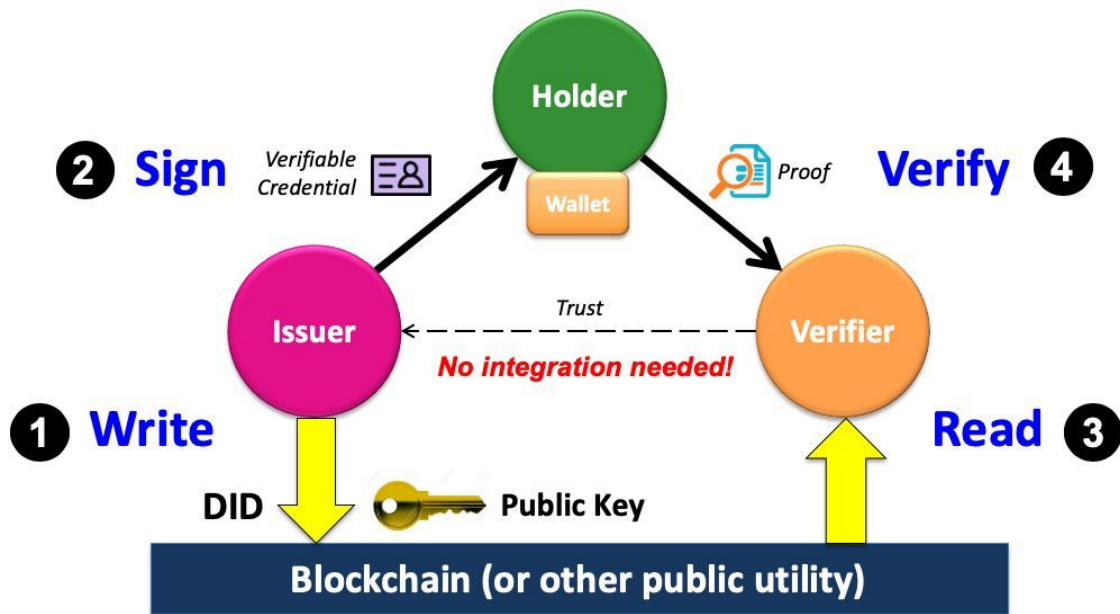 Holder
2 Sign
Verifiable
Credential
Wallet
Proof
Verify 4
Issuer
Trust
No integration needed!
Verifier
1 Write
Read 3
DID
Public Key
Blockchain (or other public utility)